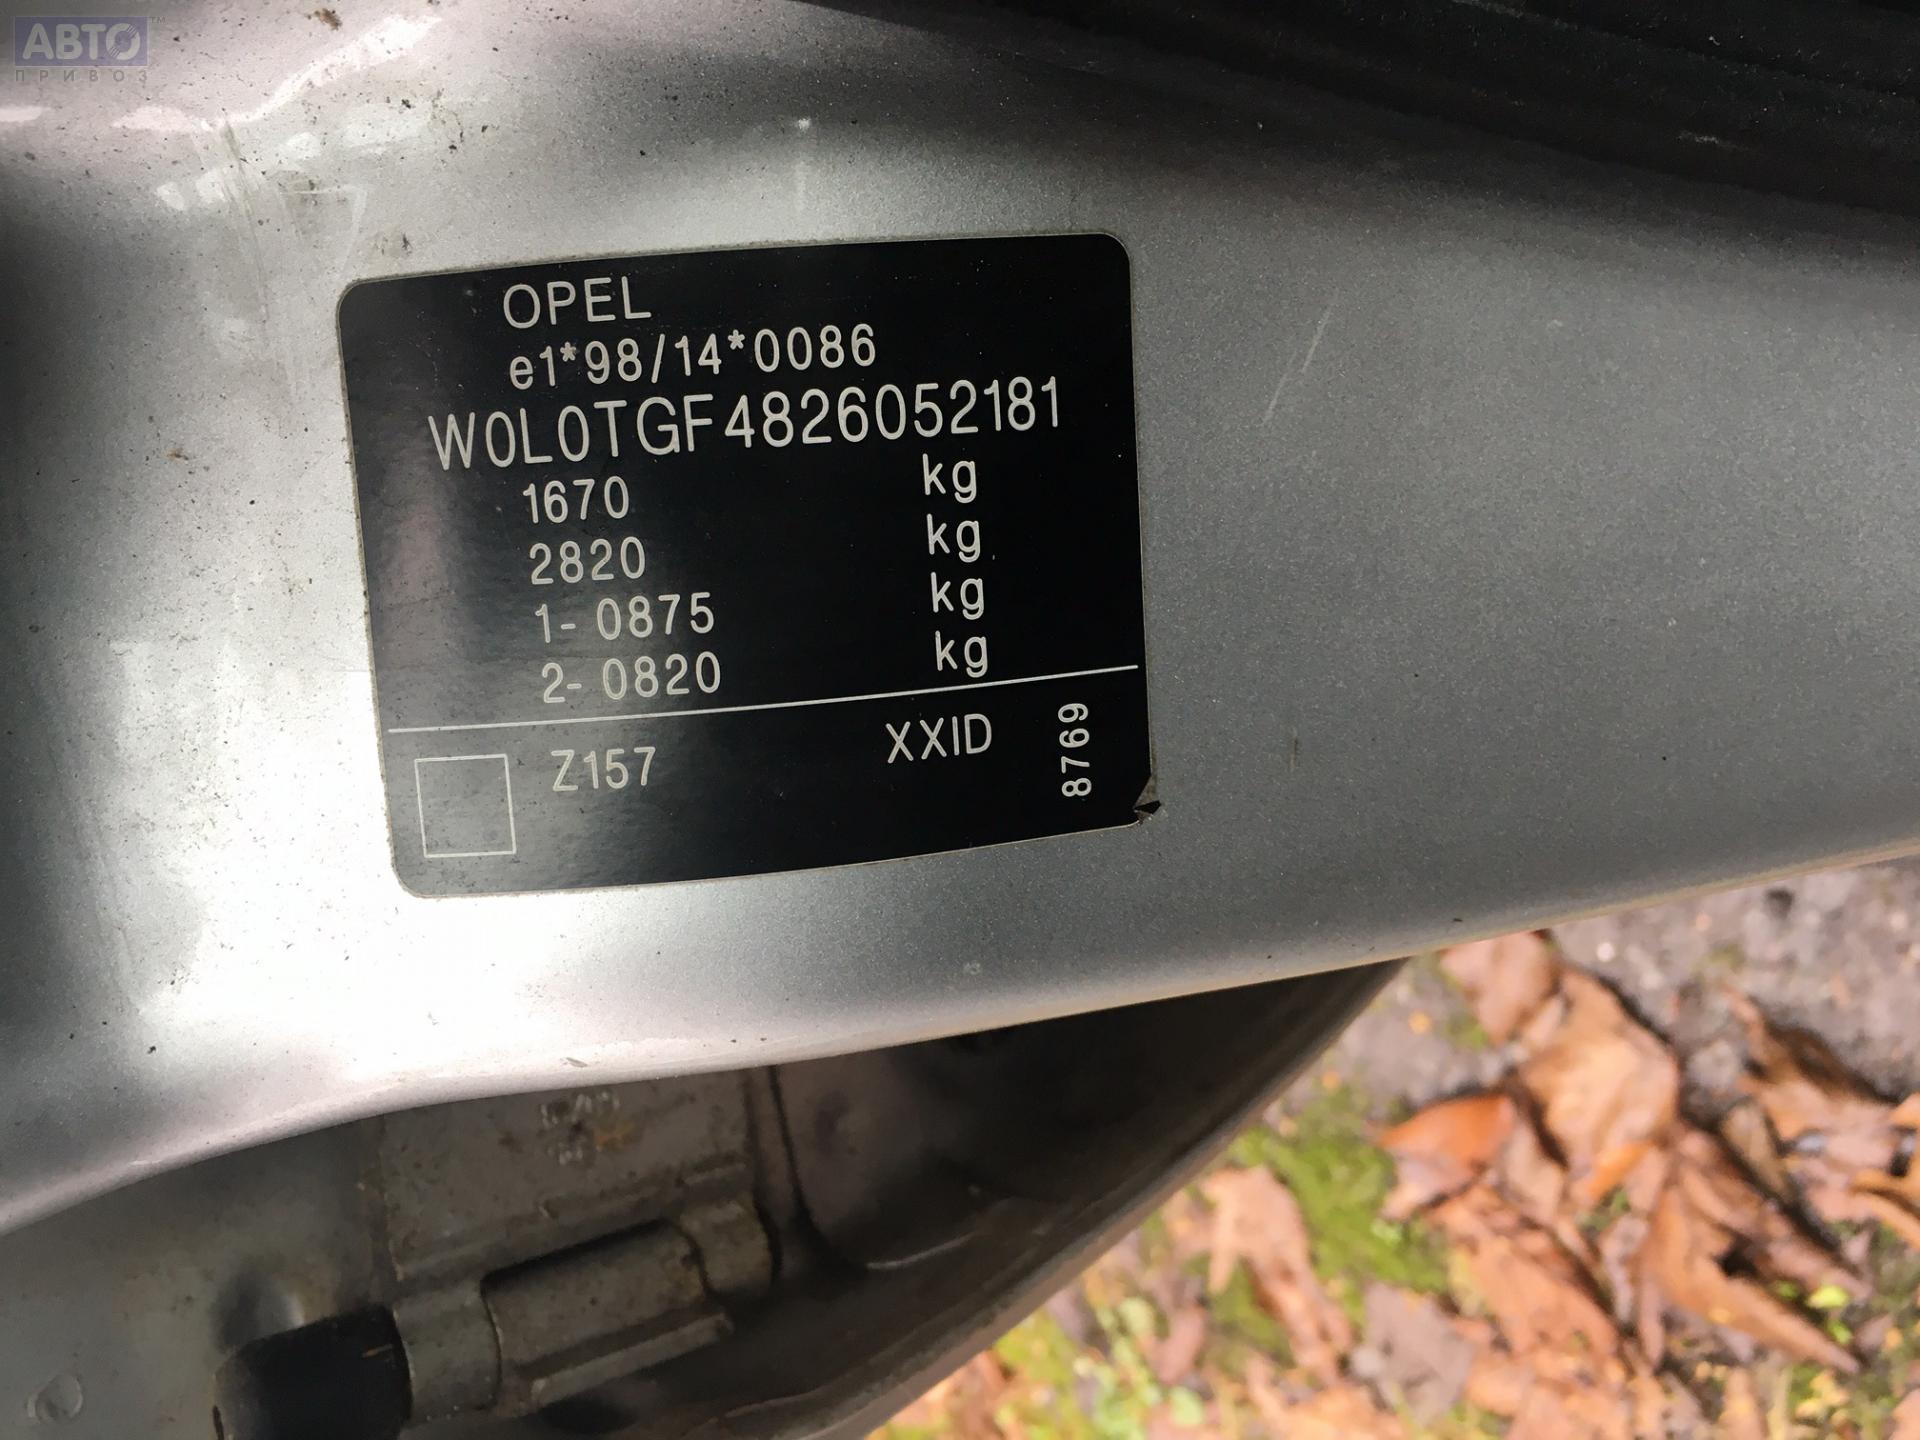 АВТО™
ПРИВОЗ
OPEL
e1*98/14*0086
W0L0TGF4826052181
1670 kg
2820 kg
1- 0875 kg
2- 0820 kg
Z157 XXID 8769